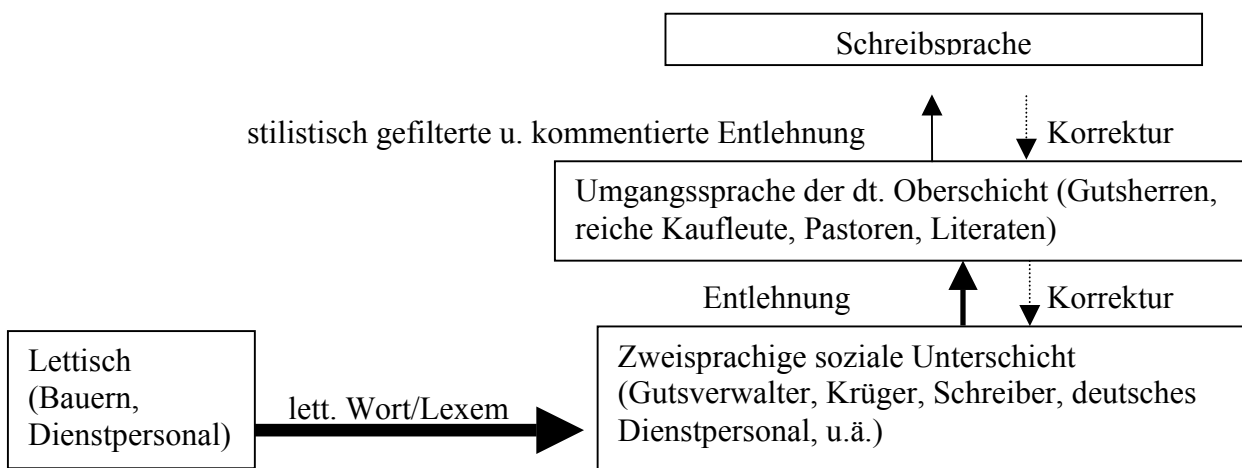 Schreibsprache
stilistisch gefilterte u. kommentierte Entlehnung
Korrektur
Umgangssprache der dt. Oberschicht (Gutsherren,
reiche Kaufleute, Pastoren, Literaten)
Entlehnung
Korrektur
Lettisch
(Bauern,
Dienstpersonal)
lett. Wort/Lexem
Zweisprachige soziale Unterschicht
(Gutsverwalter, Krüger, Schreiber, deutsches
Dienstpersonal, u.ä.)